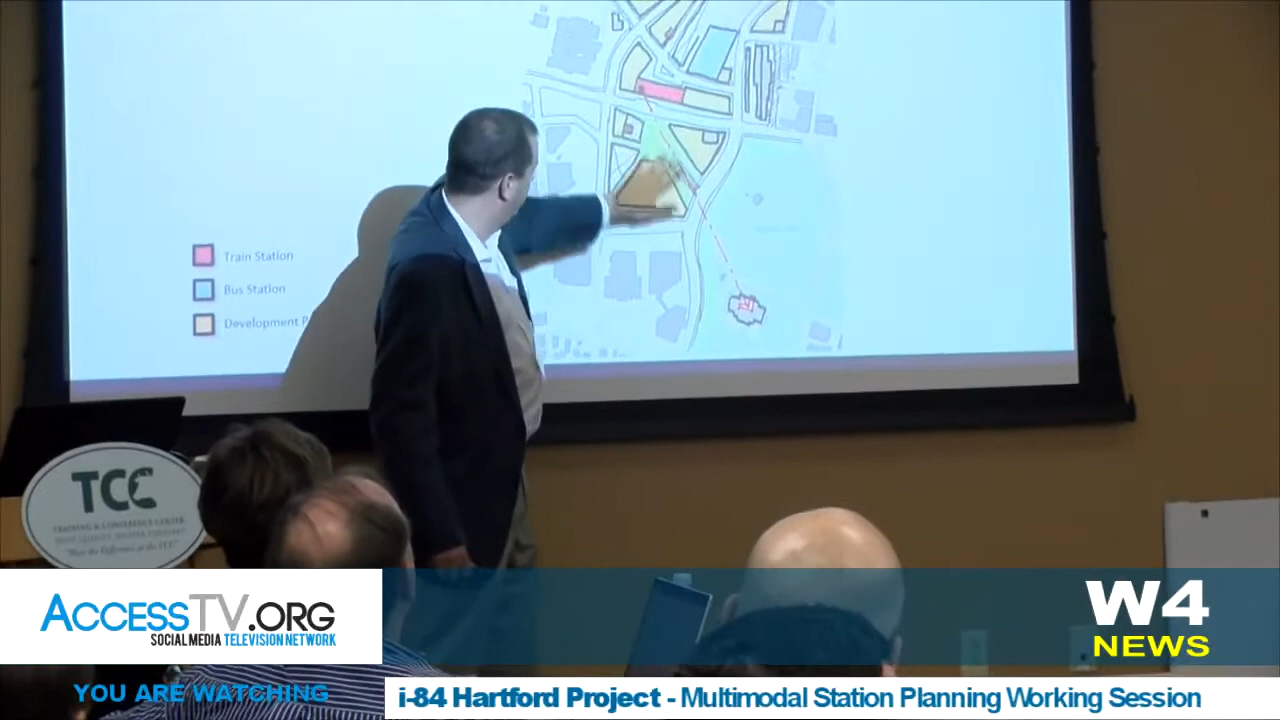 Train Station
Bus Station
Development P
TCC
TRAINING & CONFERENCE CENTER
ACCESSTV.ORG
SOCIAL MEDIA TELEVISION NETWORK
W4
NEWS
YOU ARE WATCHING
i-84 Hartford Project - Multimodal Station Planning Working Session